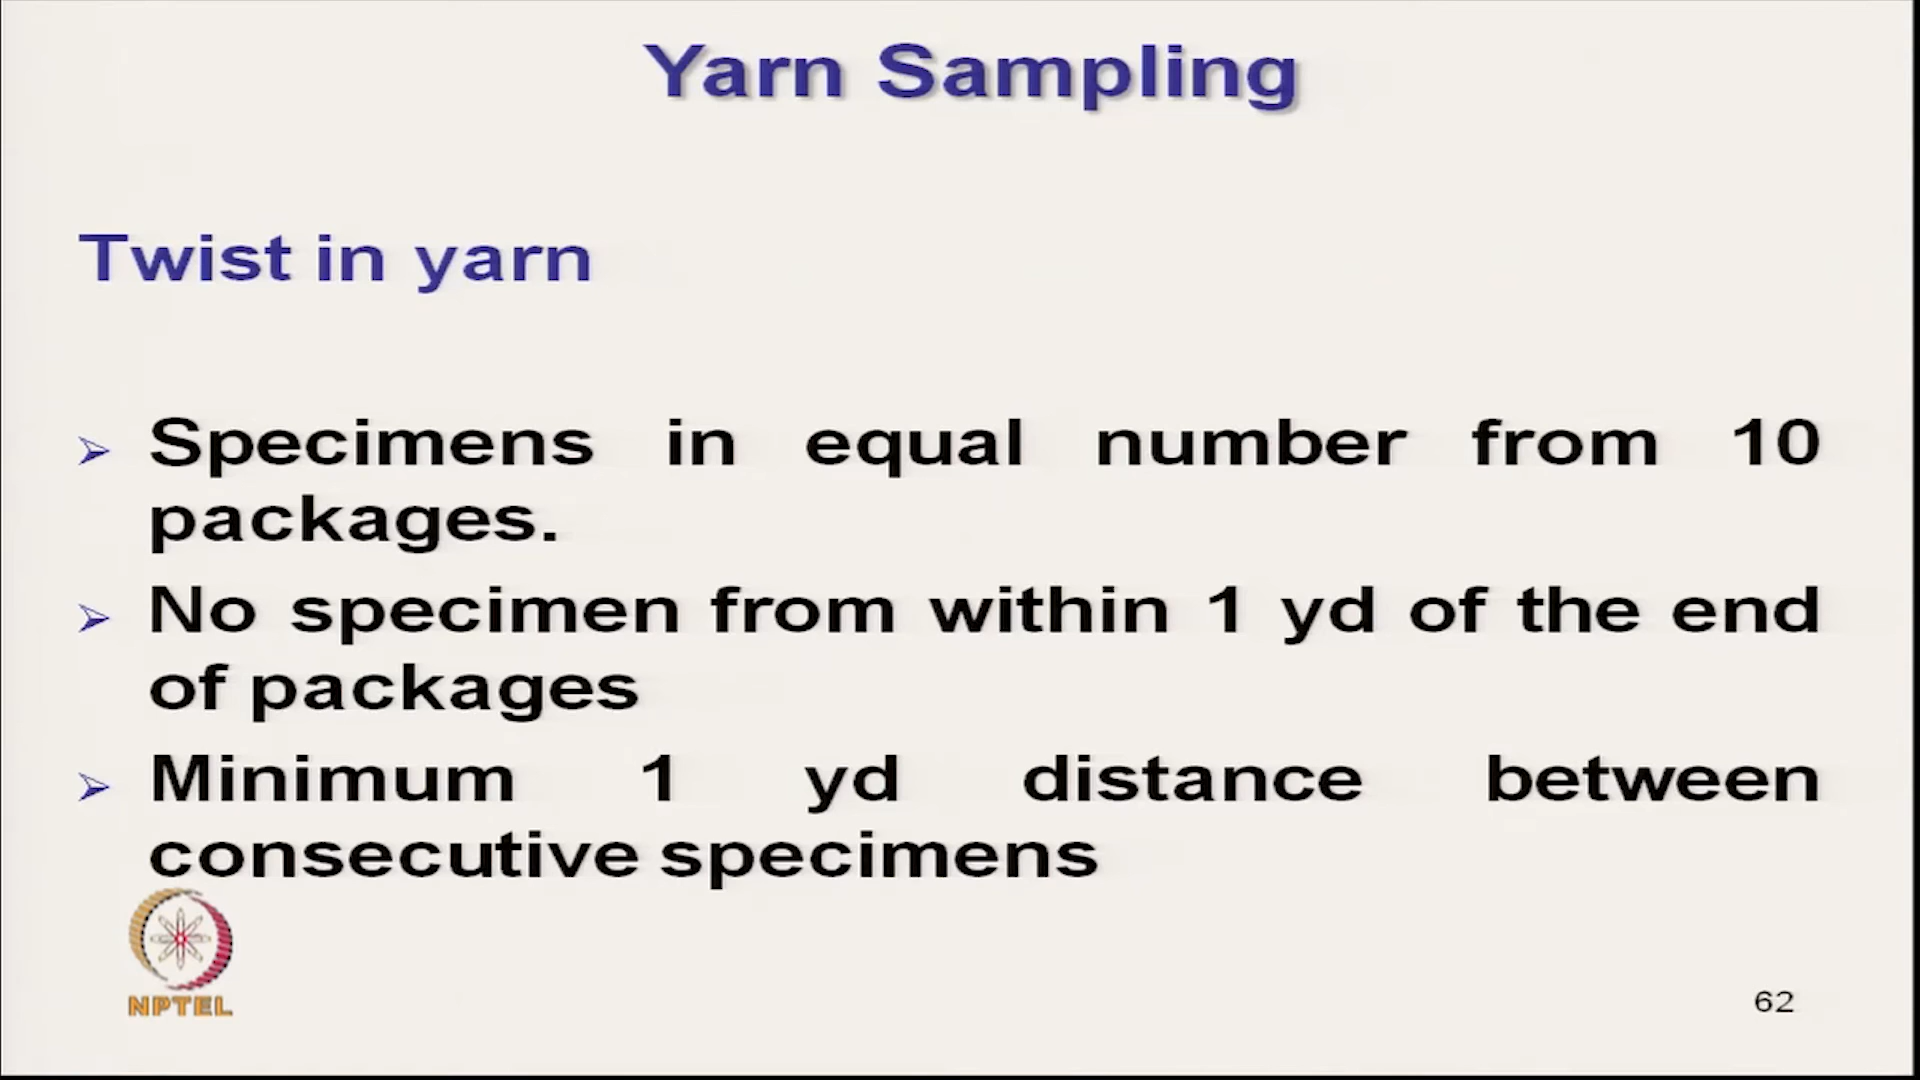 Yarn Sampling
Twist in yarn
Specimens in equal number from 10
packages.
No specimen from within 1 yd of the end
of packages
Minimum 1 yd distance between
consecutive specimens
NPTEL
62